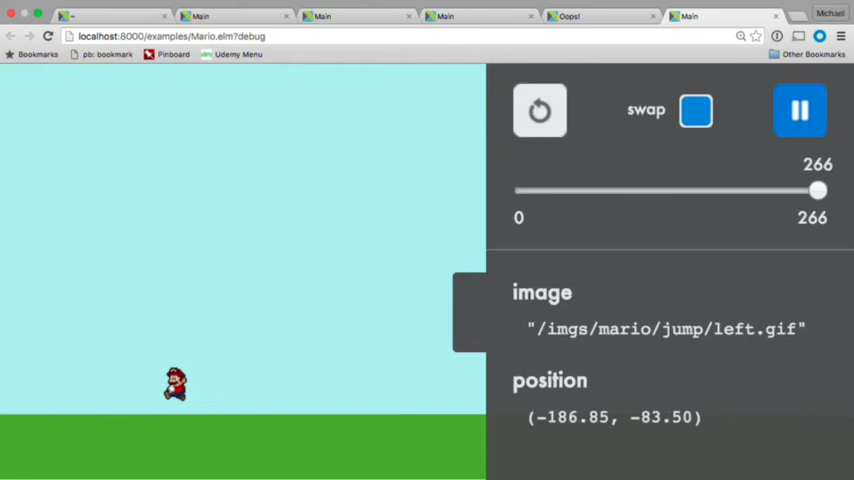 ~
Main
Main
Main
Oops!
Main
Michael
localhost:8000/examples/Mario.elm?debug
Bookmarks
pb: bookmark
Pinboard
Udemy Menu
Other Bookmarks
swap
266
0
266
image
"/imgs/mario/jump/left.gif"
position
(-186.85, -83.50)